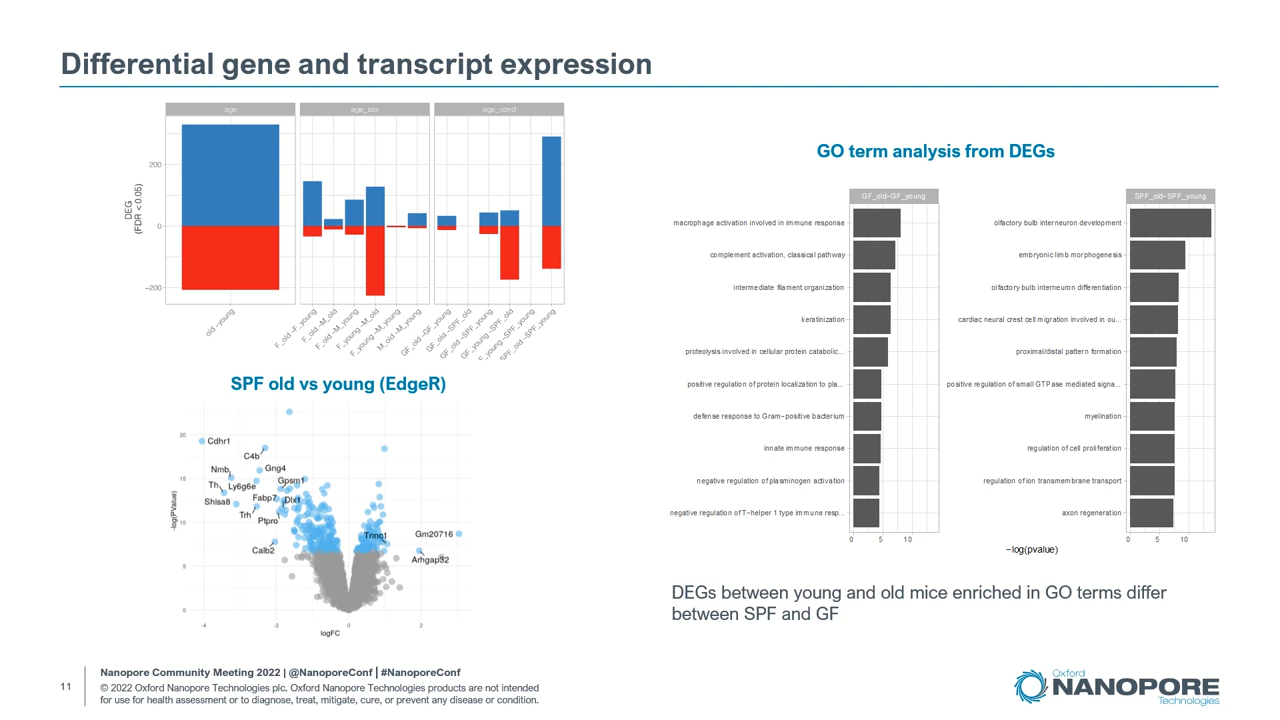 Differential gene and transcript expression
age
age_sex
age_cond
DEG
(FDR < 0.05)
200
0
−200
old −young
F_old −F_young
F_old −M_old
F_old −M_young
F_young −M_old
F_young −M_young
M_old −M_young
GF_old −GF_young
GF_old −SPF_old
GF_old −SPF_young
GF_young −SPF_old
F_young −SPF_young
SPF_old −SPF_young
SPF old vs young (EdgeR)
-log(PValue)
20
15
10
5
0
Cdhr1
C4b
Nmb
Gng4
Th
Ly6g6e
Gpsm1
Shisa8
Fabp7
Dlx1
Trh
Ptpro
Calb2
Tnnc1
Gm20716
Arhgap32
-4
-2
0
2
logFC
GO term analysis from DEGs
GF_old−GF_young
macrophage activation involved in immune response
complement activation, classical pathway
intermediate filament organization
keratinization
proteolysis involved in cellular protein catabolic...
positive regulation of protein localization to pla...
defense response to Gram−positive bacterium
innate immune response
negative regulation of plasminogen activation
negative regulation of T−helper 1 type immune resp...
0 5 10
SPF_old−SPF_young
olfactory bulb interneuron development
embryonic limb morphogenesis
olfactory bulb interneuron differentiation
cardiac neural crest cell migration involved in ou...
proximal/distal pattern formation
positive regulation of small GTPase mediated signa...
myelination
regulation of cell proliferation
regulation of ion transmembrane transport
axon regeneration
0 5 10
−log(pvalue)
DEGs between young and old mice enriched in GO terms differ
between SPF and GF
11
Nanopore Community Meeting 2022 | @NanoporeConf | #NanoporeConf
© 2022 Oxford Nanopore Technologies plc. Oxford Nanopore Technologies products are not intended
for use for health assessment or to diagnose, treat, mitigate, cure, or prevent any disease or condition.
Oxford
NANOPORE
Technologies